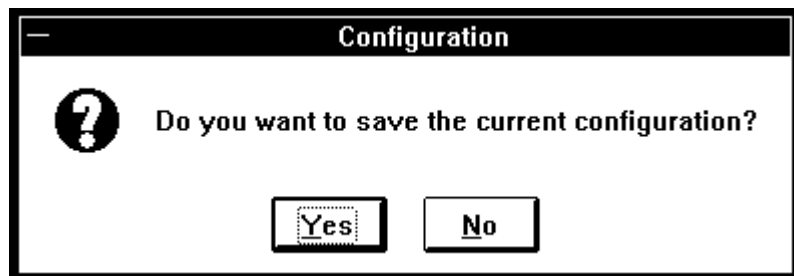 Configuration
Do you want to save the current configuration?
Yes No